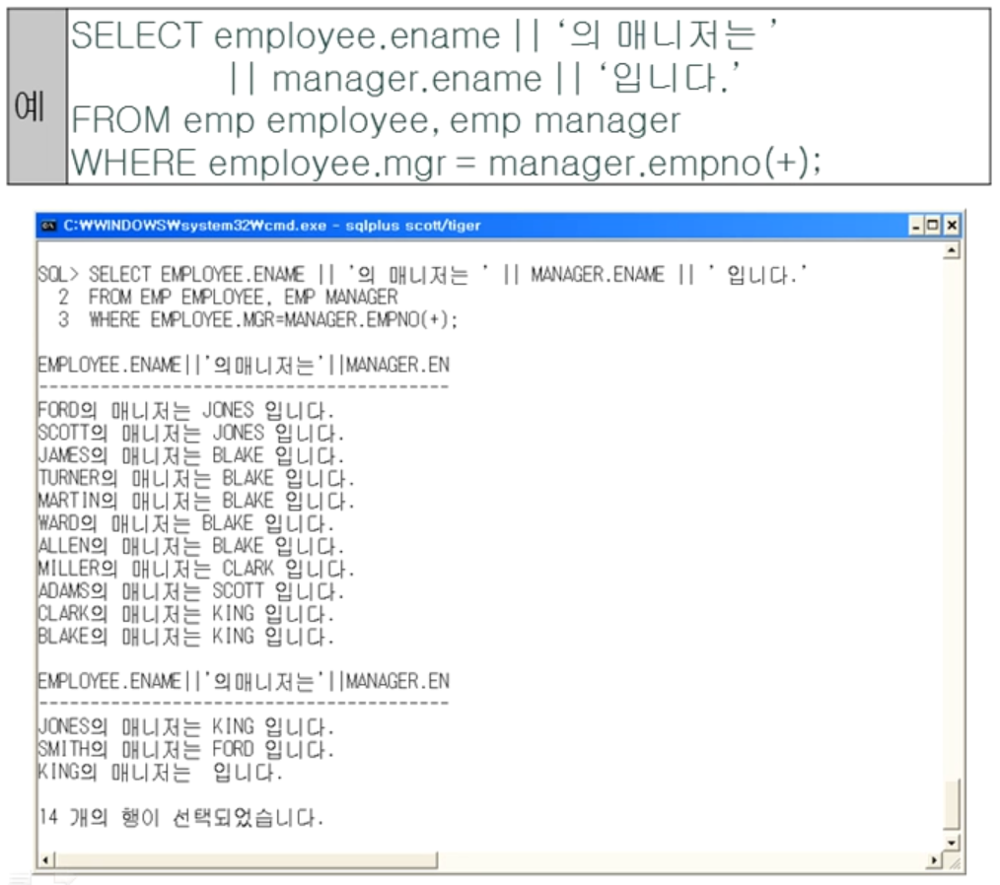 예
SELECT employee.ename || ‘의 매니저는 ’
|| manager.ename || ‘입니다.’
FROM emp employee, emp manager
WHERE employee.mgr = manager.empno(+);
C:₩WINDOWS₩system32₩cmd.exe - sqlplus scott/tiger
SQL> SELECT EMPLOYEE.ENAME || '의 매니저는 ' || MANAGER.ENAME || ' 입니다.'
2 FROM EMP EMPLOYEE, EMP MANAGER
3 WHERE EMPLOYEE.MGR=MANAGER.EMPNO(+);
EMPLOYEE.ENAME||'의매니저는'||MANAGER.EN
----------------------------------------
FORD의 매니저는 JONES 입니다.
SCOTT의 매니저는 JONES 입니다.
JAMES의 매니저는 BLAKE 입니다.
TURNER의 매니저는 BLAKE 입니다.
MARTIN의 매니저는 BLAKE 입니다.
WARD의 매니저는 BLAKE 입니다.
ALLEN의 매니저는 BLAKE 입니다.
MILLER의 매니저는 CLARK 입니다.
ADAMS의 매니저는 SCOTT 입니다.
CLARK의 매니저는 KING 입니다.
BLAKE의 매니저는 KING 입니다.
EMPLOYEE.ENAME||'의매니저는'||MANAGER.EN
----------------------------------------
JONES의 매니저는 KING 입니다.
SMITH의 매니저는 FORD 입니다.
KING의 매니저는  입니다.
14 개의 행이 선택되었습니다.